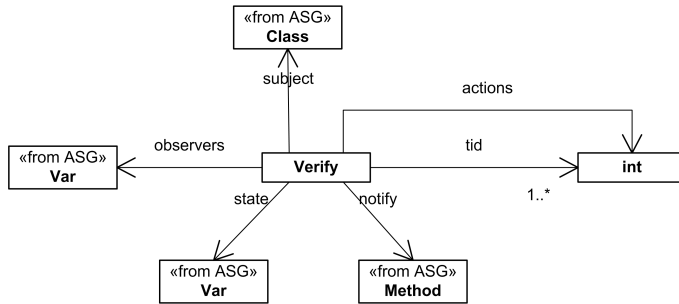 «from ASG»
Class
subject
actions
observers
tid
«from ASG»
Var
Verify
int
state
notify
1..*
«from ASG»
Var
«from ASG»
Method